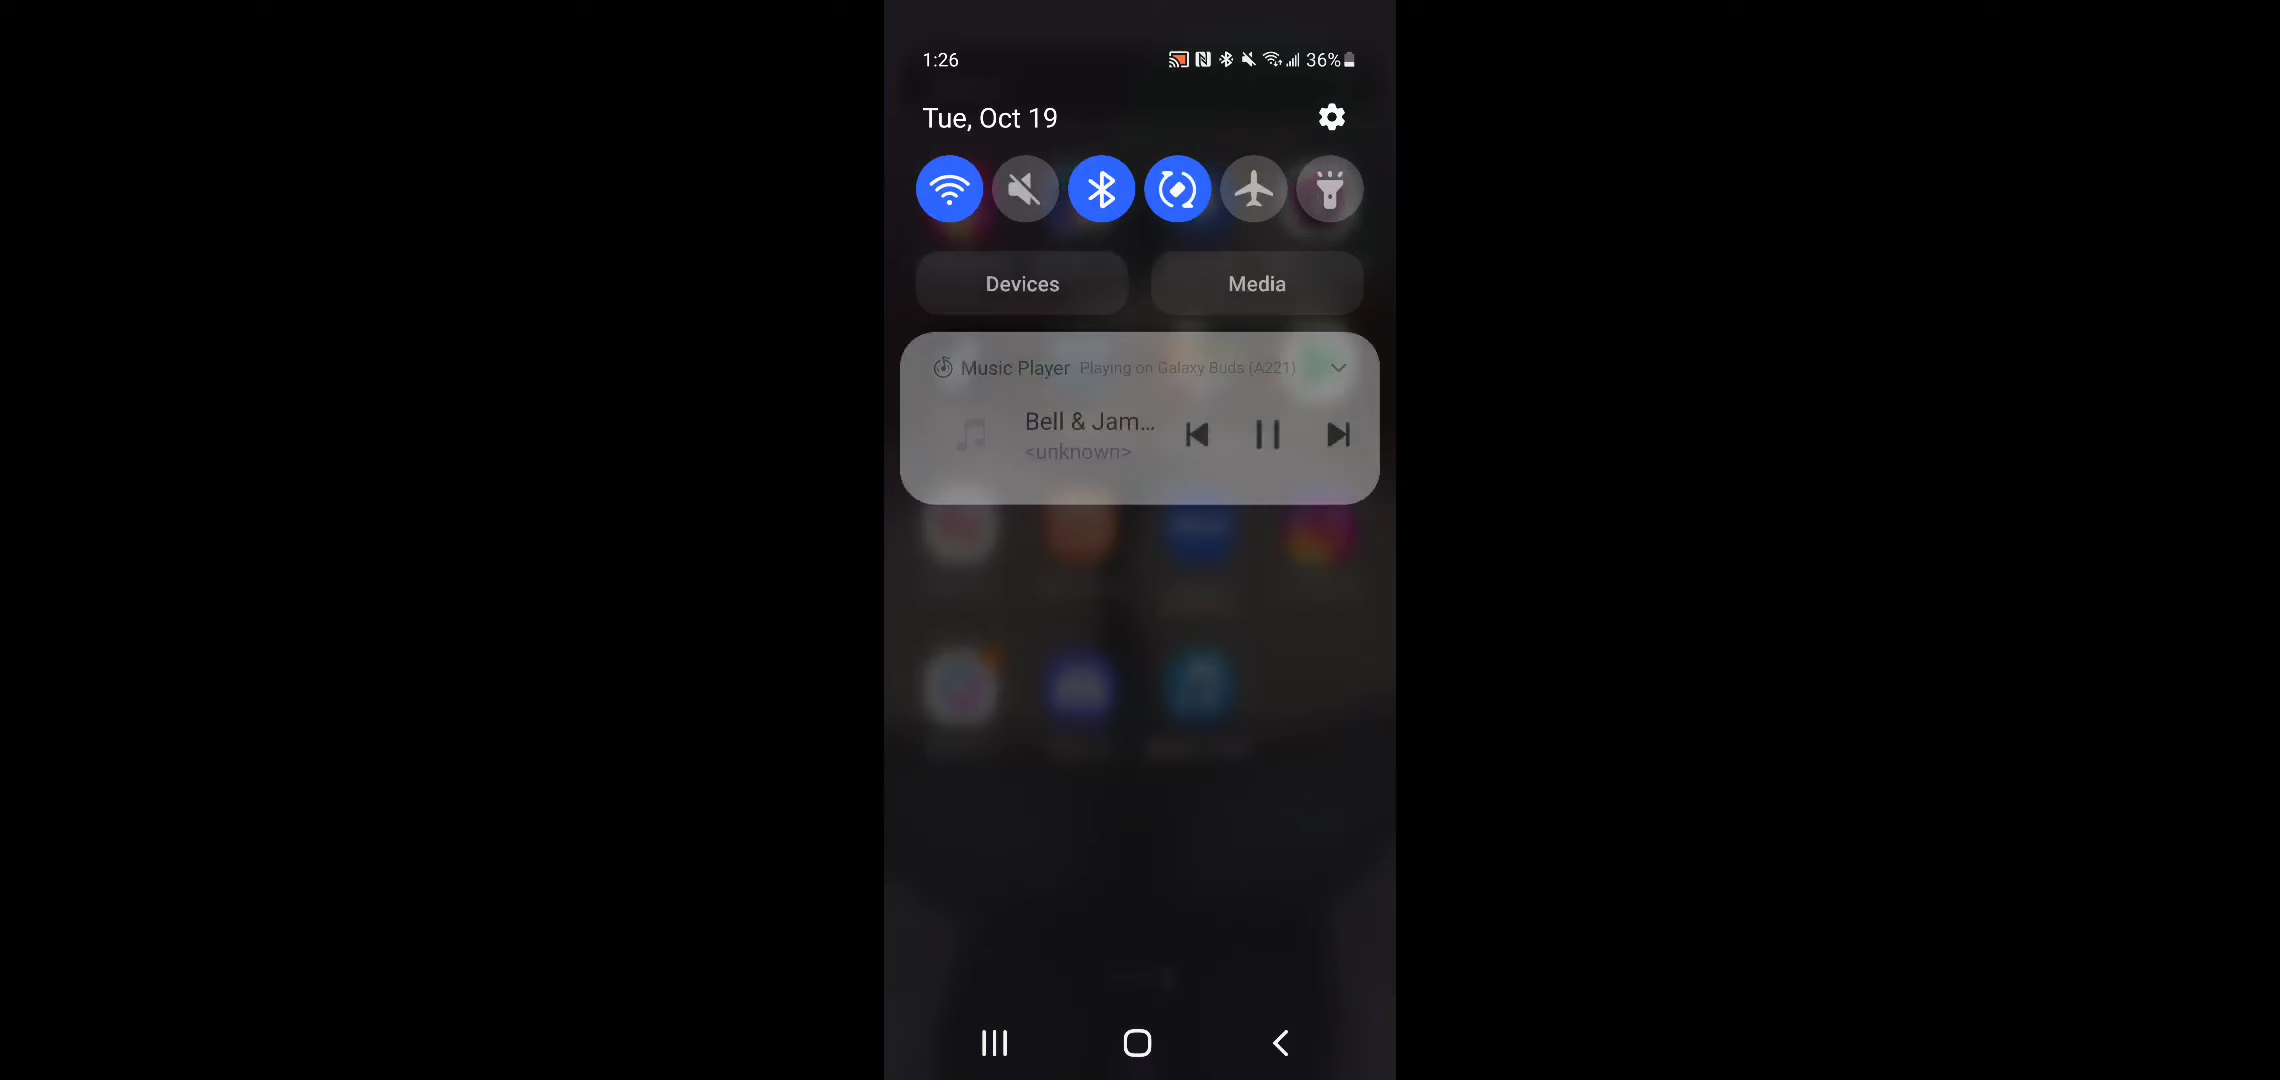 1:26
36%
Tue, Oct 19
Devices
Media
Music Player Playing on Galaxy Buds (A221)
Bell & Jam...
<unknown>